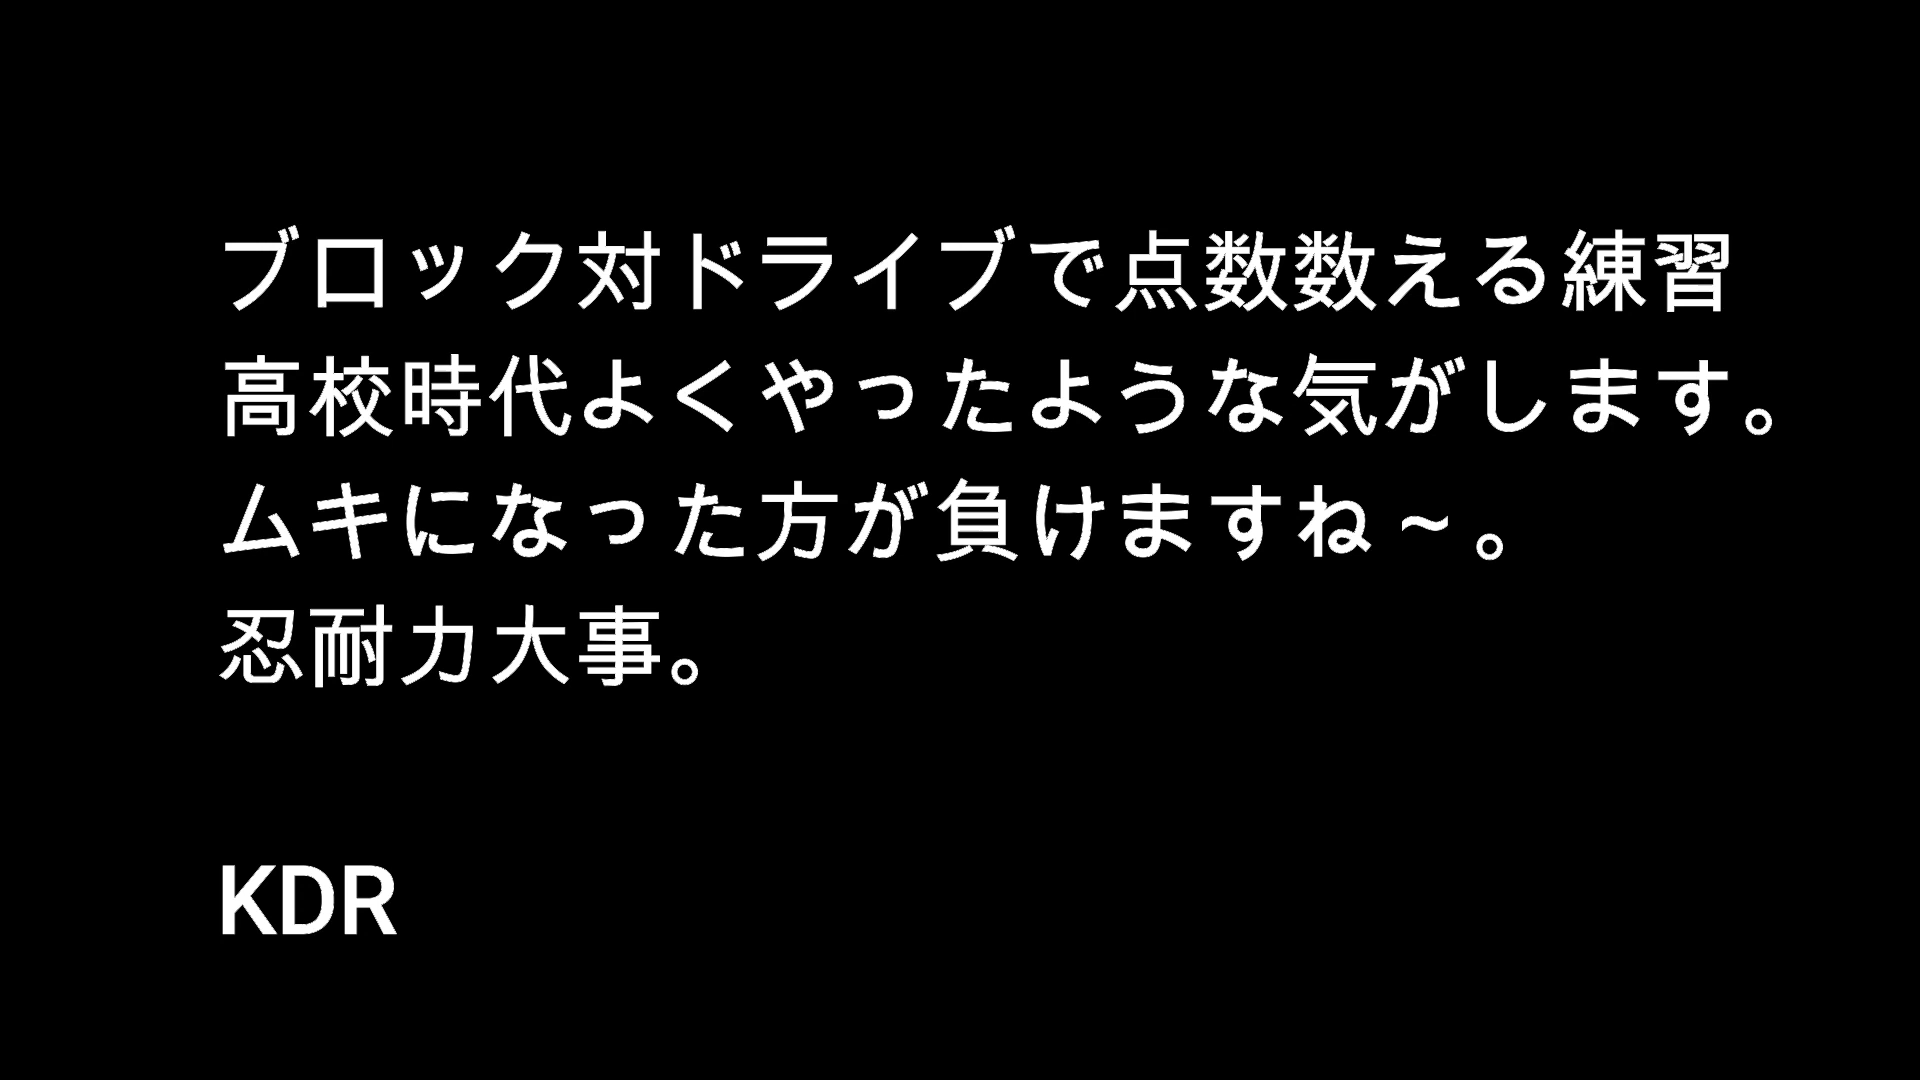 ブロック対ドライブで点数数える練習
高校時代よくやったような気がします。
ムキになった方が負けますね~。
忍耐力大事。
KDR